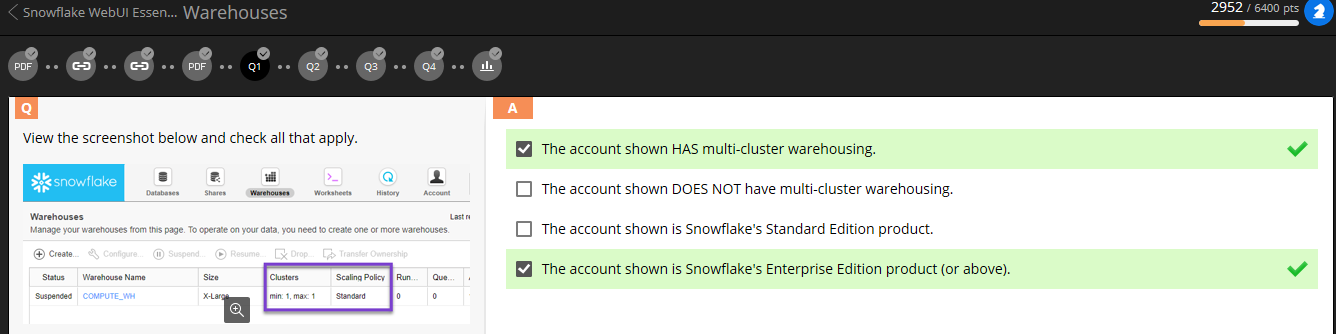 Snowflake WebUI Essen... Warehouses
2952 / 6400 pts
PDF
PDF
Q1
Q2
Q3
Q4
Q
View the screenshot below and check all that apply.
snowflake
Databases
Shares
Warehouses
Worksheets
History
Account
Warehouses
Last re
Manage your warehouses from this page. To operate on your data, you need to create one or more warehouses.
Create... Configure... Suspend... Resume... Drop... Transfer Ownership
Status Warehouse Name Size Clusters Scaling Policy Run... Que...
Suspended COMPUTE_WH X-Large min: 1, max: 1 Standard 0 0
A
The account shown HAS multi-cluster warehousing.
The account shown DOES NOT have multi-cluster warehousing.
The account shown is Snowflake's Standard Edition product.
The account shown is Snowflake's Enterprise Edition product (or above).